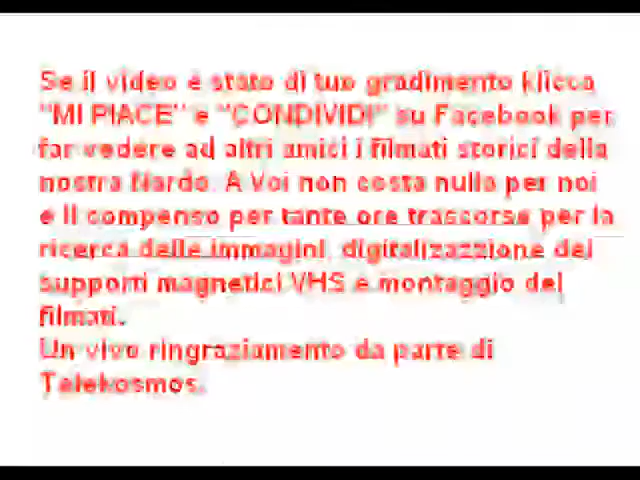 Se il video è stato di tuo gradimento klicca
"MI PIACE" e "CONDIVIDI" su Facebook per
far vedere ad altri amici i filmati storici della
nostra Nardò. A Voi non costa nulla per noi
è il compenso per tante ore trascorse per la
ricerca delle immagini, digitalizazzione dei
supporti magnetici VHS e montaggio dei
filmati.
Un vivo ringraziamento da parte di
Telekosmos.